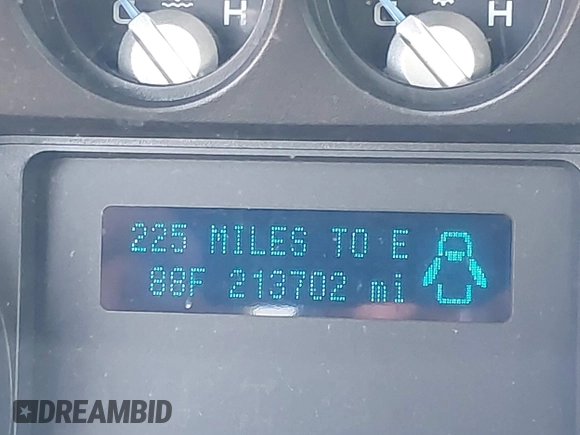 C H C H
225 MILES TO E
88F 213702 mi
DREAMBID